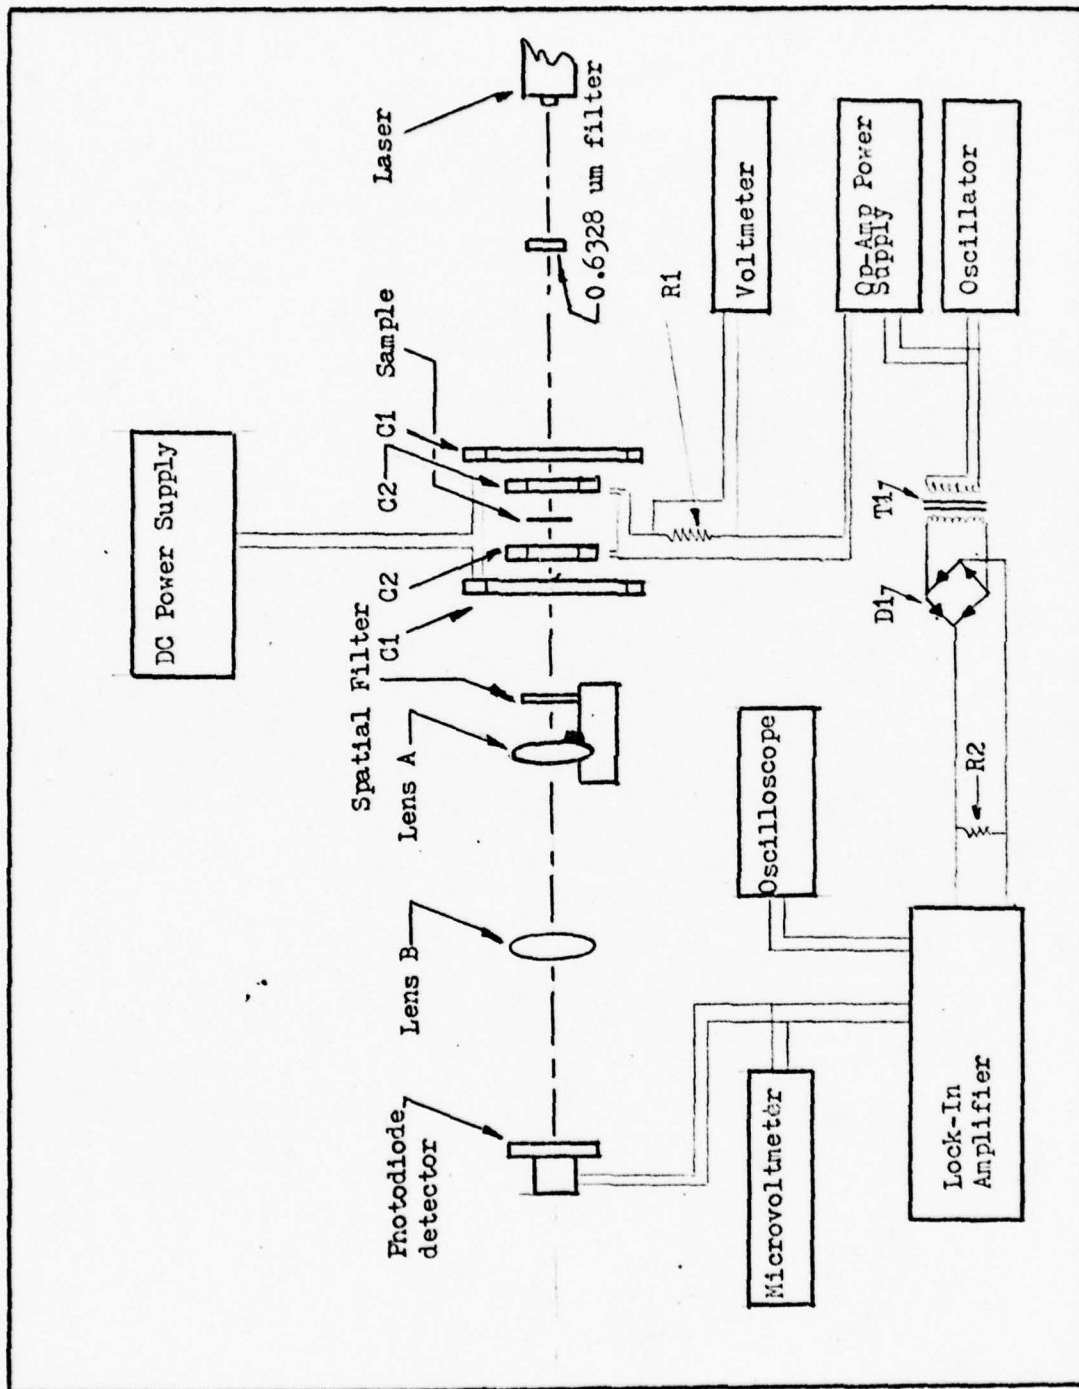 DC Power Supply
Photodiode
detector
Lens B
Lens A
Spatial Filter
C1
C2
C2
C1
Sample
Laser
0.6328 um filter
R1
Microvoltmeter
Oscilloscope
Voltmeter
Op-Amp Power
Supply
Lock-In
Amplifier
R2
D1
T1
Oscillator